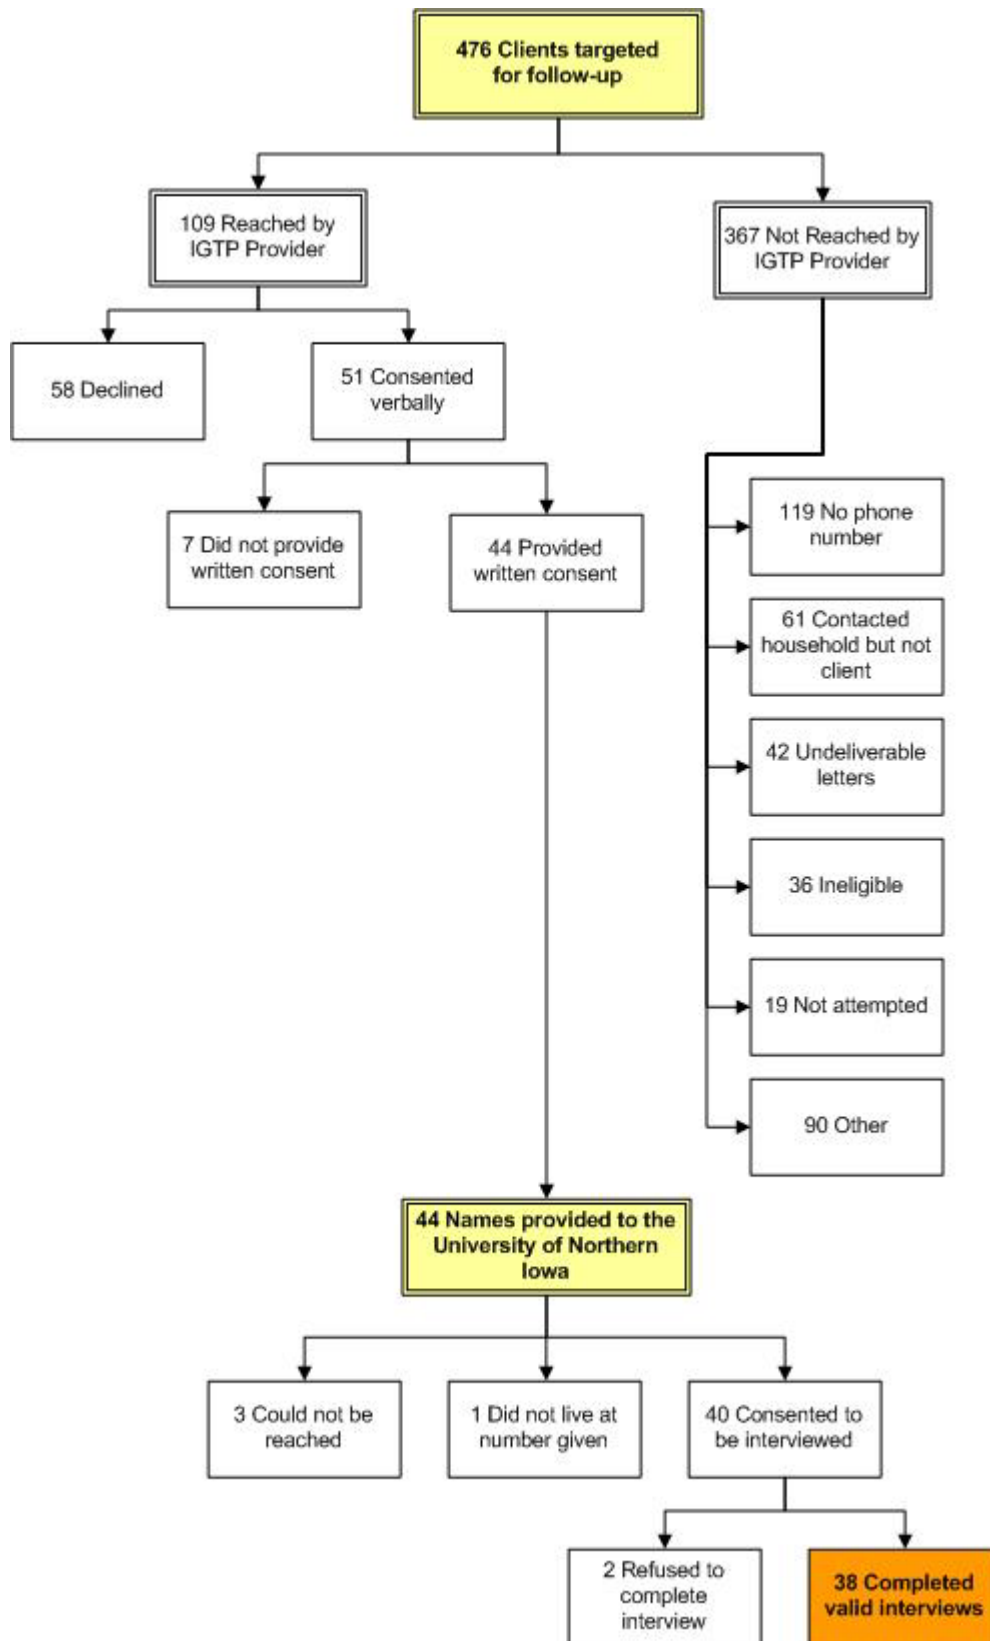 476 Clients targeted
for follow-up
109 Reached by
IGTP Provider
367 Not Reached by
IGTP Provider
58 Declined
51 Consented
verbally
7 Did not provide
written consent
44 Provided
written consent
119 No phone
number
61 Contacted
household but not
client
42 Undeliverable
letters
36 Ineligible
19 Not attempted
90 Other
44 Names provided to the
University of Northern
Iowa
3 Could not be
reached
1 Did not live at
number given
40 Consented to
be interviewed
2 Refused to
complete
interview
38 Completed
valid interviews